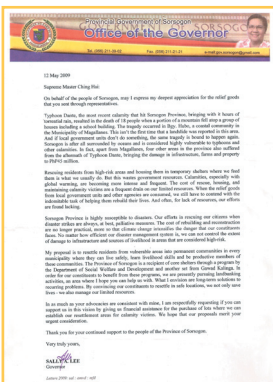 Provincial Government of Sorsogon
Office of the Governor
12 May 2009
Supreme Master Ching Hai:
On behalf of the people of Sorsogon, may I express my deepest appreciation for the relief goods
that you sent through representatives.
Typhoon Dante, the most recent calamity that hit Sorsogon Province, bringing with it hours of
torrential rain, resulted in the death of 18 people when a portion of a mountain fell atop a group of
houses including a school building. The tragedy occurred in Bgy. Hulo, a coastal community in
the Municipality of Magallanes. This isn't the first time that a landslide was reported in this area.
And if local government units don't do something, the same tragedy is bound to happen again.
Sorsogon is after all surrounded by oceans and is considered highly vulnerable to typhoons and
other calamities. In fact, apart from Magallanes, four other areas in the province also suffered
from the aftermath of Typhoon Dante, bringing the damage in infrastructure, farms and property
to million.
Rescuing residents from high-risk areas and housing them in temporary shelters where we feed
them is what we usually do. But this wastes government resources. Calamities, especially with
global warming, are becoming more intense and frequent. The cost of rescue, housing, and
maintaining calamity victims are a frequent drain on our limited resources. When the relief goods
from local government units and other agencies are consumed, we still have to contend with the
indomitable task of helping them rebuild their lives. And often, for lack of resources, our efforts
are found lacking.
Sorsogon Province is highly susceptible to disasters. Our efforts in rescuing our citizens when
disaster strikes are always, at best, palliative measures. The cost of rebuilding and reconstruction
are no longer practical, more so that climate change intensifies the danger that our constituents
faces. No matter how efficient our disaster management system is, we can not control the extent
of damage to infrastructure and sources of livelihood in areas that are considered high-risk.
My proposal is to resettle residents from vulnerable areas into permanent communities in every
municipality where they can live safely, learn livelihood skills and be productive members of
these communities. The Province of Sorsogon is a recipient of core shelters through a program by
the Department of Social Welfare and Development and another set from Gawad Kalinga. In
order for our constituents to benefit from these programs, we are presently pursuing landbanking
activities, an area where I hope you can help us with. What I envision are long-term solutions to
recurring problems. By convincing our constituents to resettle in safe locations, we not only save
lives - we also manage our limited resources.
In as much as your advocacies are consistent with mine, I am respectfully requesting if you can
support us in this vision by giving us financial assistance for the purchase of lots where we can
establish our resettlement areas for calamity victims. We hope that our proposals merit your
urgent consideration.
Thank you for your continued support to the people of the Province of Sorsogon.
Very truly yours,
SALLY A. LEE
Governor